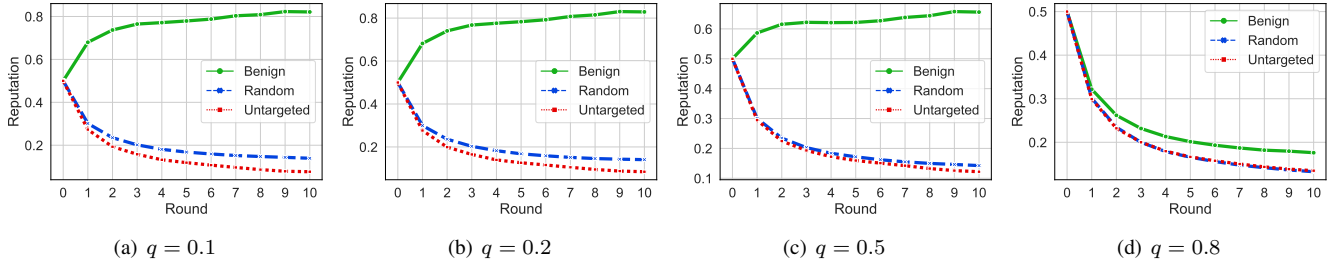 0.8
0.6
0.4
0.2
Reputation
Benign
Random
Untargeted
0 1 2 3 4 5 6 7 8 9 10
Round
(a) q = 0.1
0.8
0.6
0.4
0.2
Reputation
Benign
Random
Untargeted
0 1 2 3 4 5 6 7 8 9 10
Round
(b) q = 0.2
0.6
0.5
0.4
0.3
0.2
0.1
Reputation
Benign
Random
Untargeted
0 1 2 3 4 5 6 7 8 9 10
Round
(c) q = 0.5
0.5
0.4
0.3
0.2
Reputation
Benign
Random
Untargeted
0 1 2 3 4 5 6 7 8 9 10
Round
(d) q = 0.8